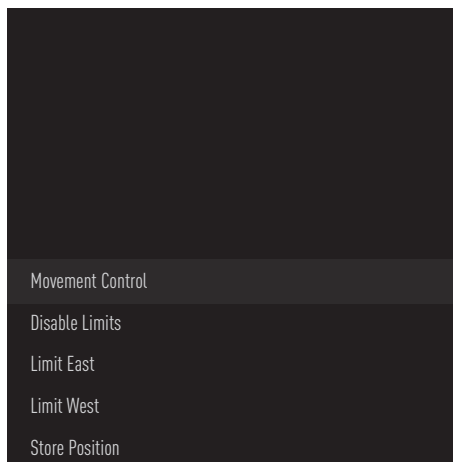 Movement Control
Disable Limits
Limit East
Limit West
Store Position